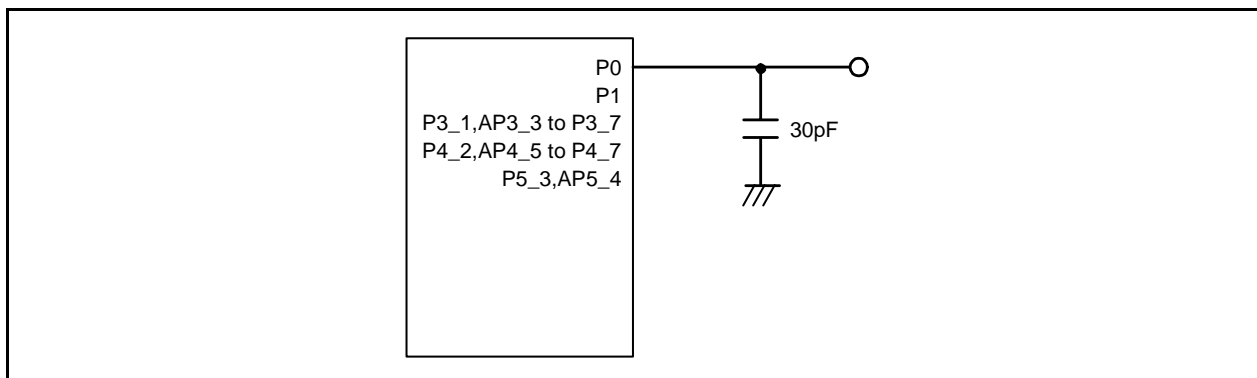 P0
P1
P3_1,AP3_3 to P3_7
P4_2,AP4_5 to P4_7
P5_3,AP5_4
30pF